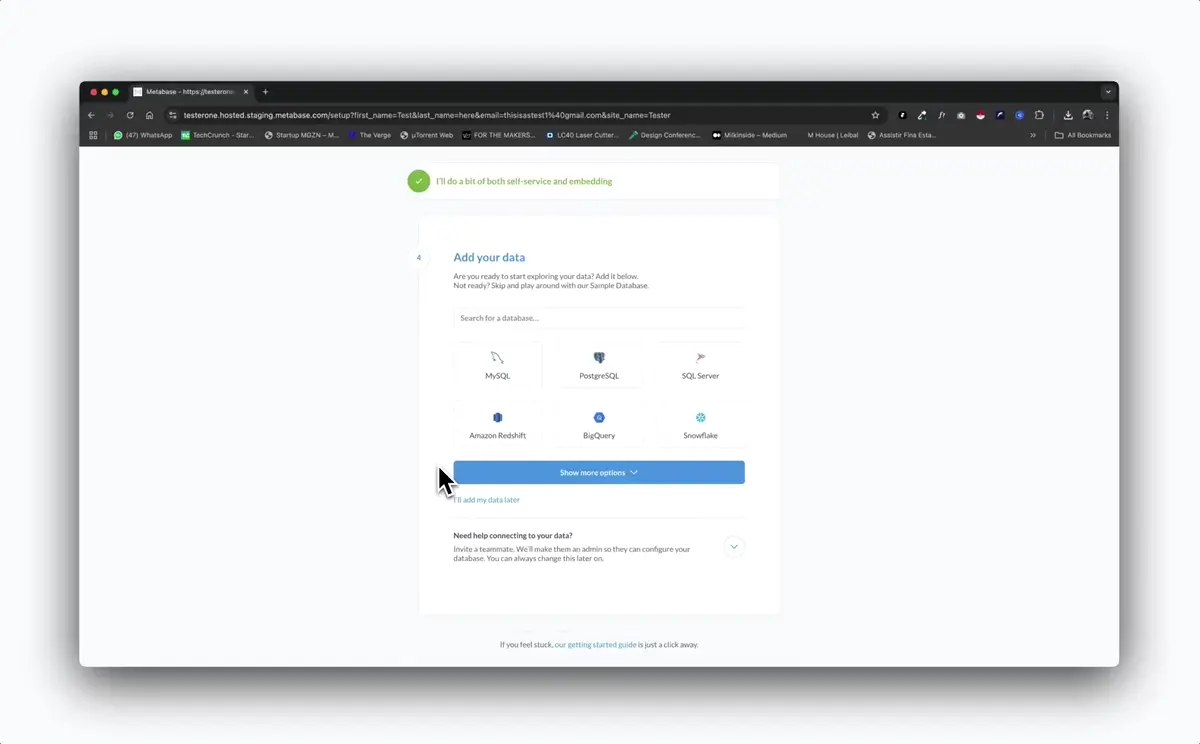 Metabase - https://testerone
testerone.hosted.staging.metabase.com/setup?first_name=Test&last_name=here&email=thisisastest1%40gmail.com&site_name=Tester
(47) WhatsApp
TechCrunch - Star...
Startup MGZN – M...
µTorrent Web
The Verge
FOR THE MAKERS...
LC40 Laser Cutter...
Design Conferenc...
Milkinside – Medium
M House | Leibal
Assistir Fina Esta...
All Bookmarks
I'll do a bit of both self-service and embedding
4
Add your data
Are you ready to start exploring your data? Add it below.
Not ready? Skip and play around with our Sample Database.
Search for a database...
MySQL
PostgreSQL
SQL Server
Amazon Redshift
BigQuery
Snowflake
Show more options
I'll add my data later
Need help connecting to your data?
Invite a teammate. We'll make them an admin so they can configure your
database. You can always change this later on.
If you feel stuck, our getting started guide is just a click away.